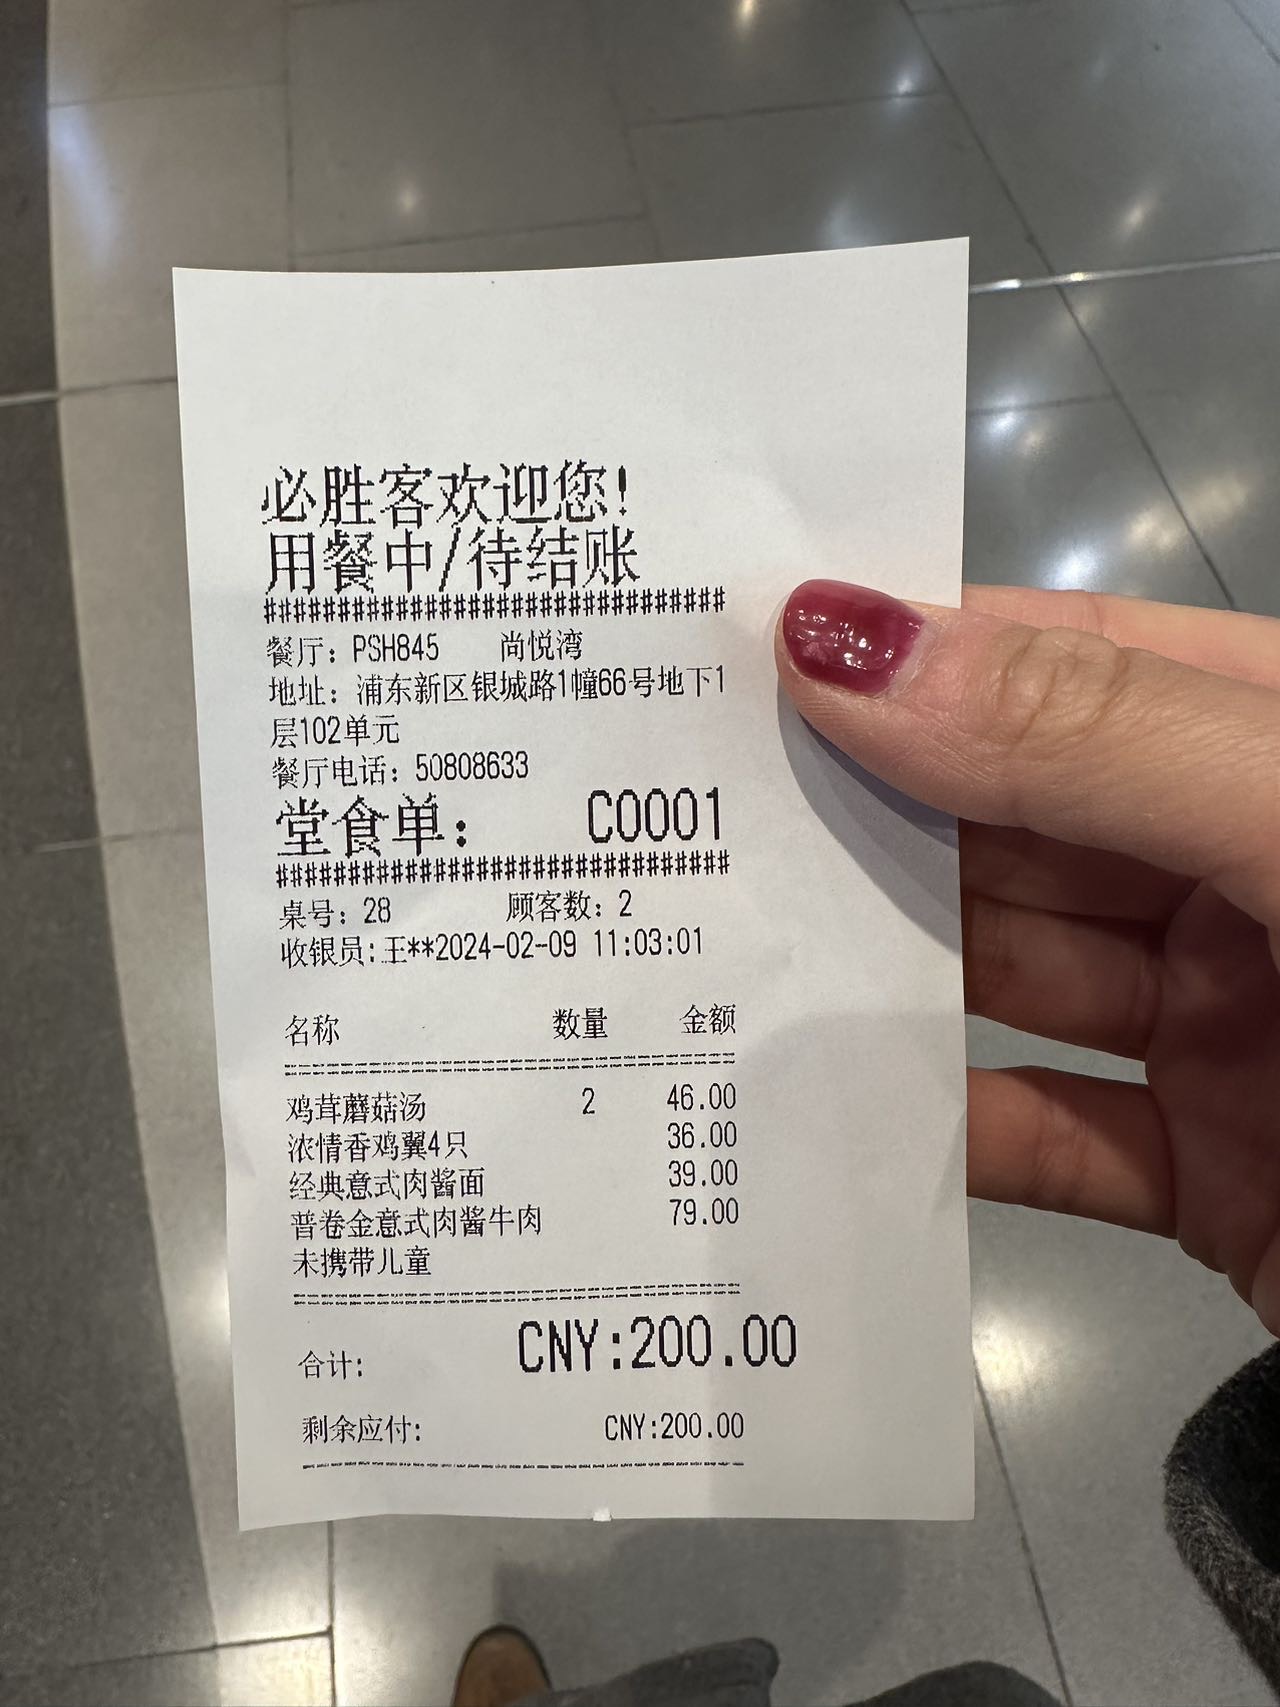 必胜客欢迎您!
用餐中/待结账
################################
餐厅: PSH845 尚悦湾
地址: 浦东新区银城路1幢66号地下1
层102单元
餐厅电话: 50808633
堂食单: C0001
################################
桌号: 28 顾客数: 2
收银员:王**2024-02-09 11:03:01
名称 数量 金额
鸡茸蘑菇汤 2 46.00
浓情香鸡翼4只 36.00
经典意式肉酱面 39.00
普卷金意式肉酱牛肉 79.00
未携带儿童
合计: CNY:200.00
剩余应付: CNY:200.00